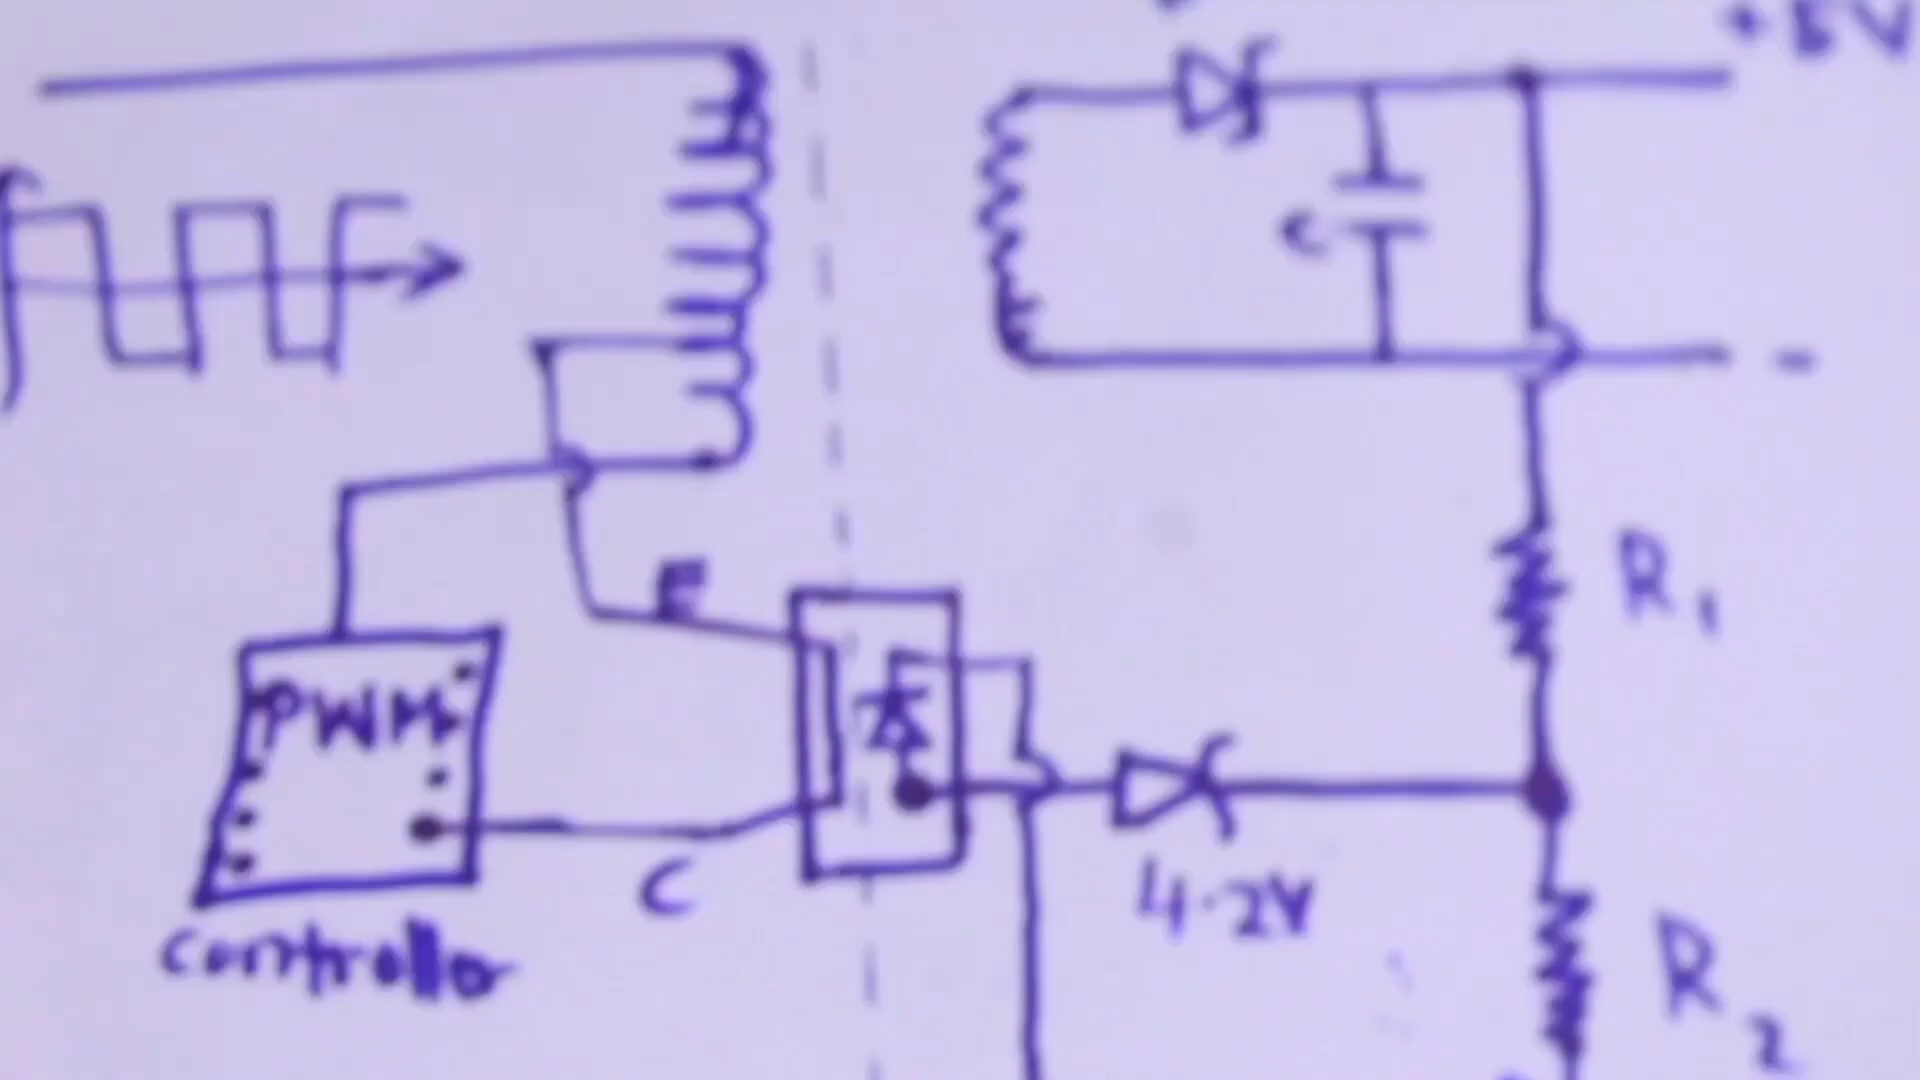 +5V
C
R1
E
PWM
C
4.2V
R2
controller